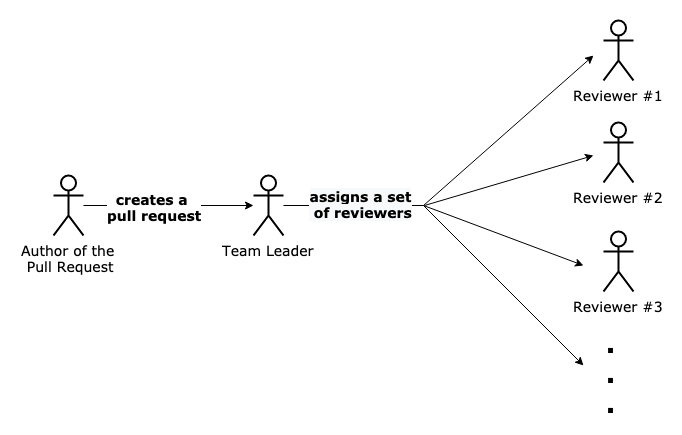 Reviewer #1
Reviewer #2
creates a
pull request
assigns a set
of reviewers
Author of the
Pull Request
Team Leader
Reviewer #3